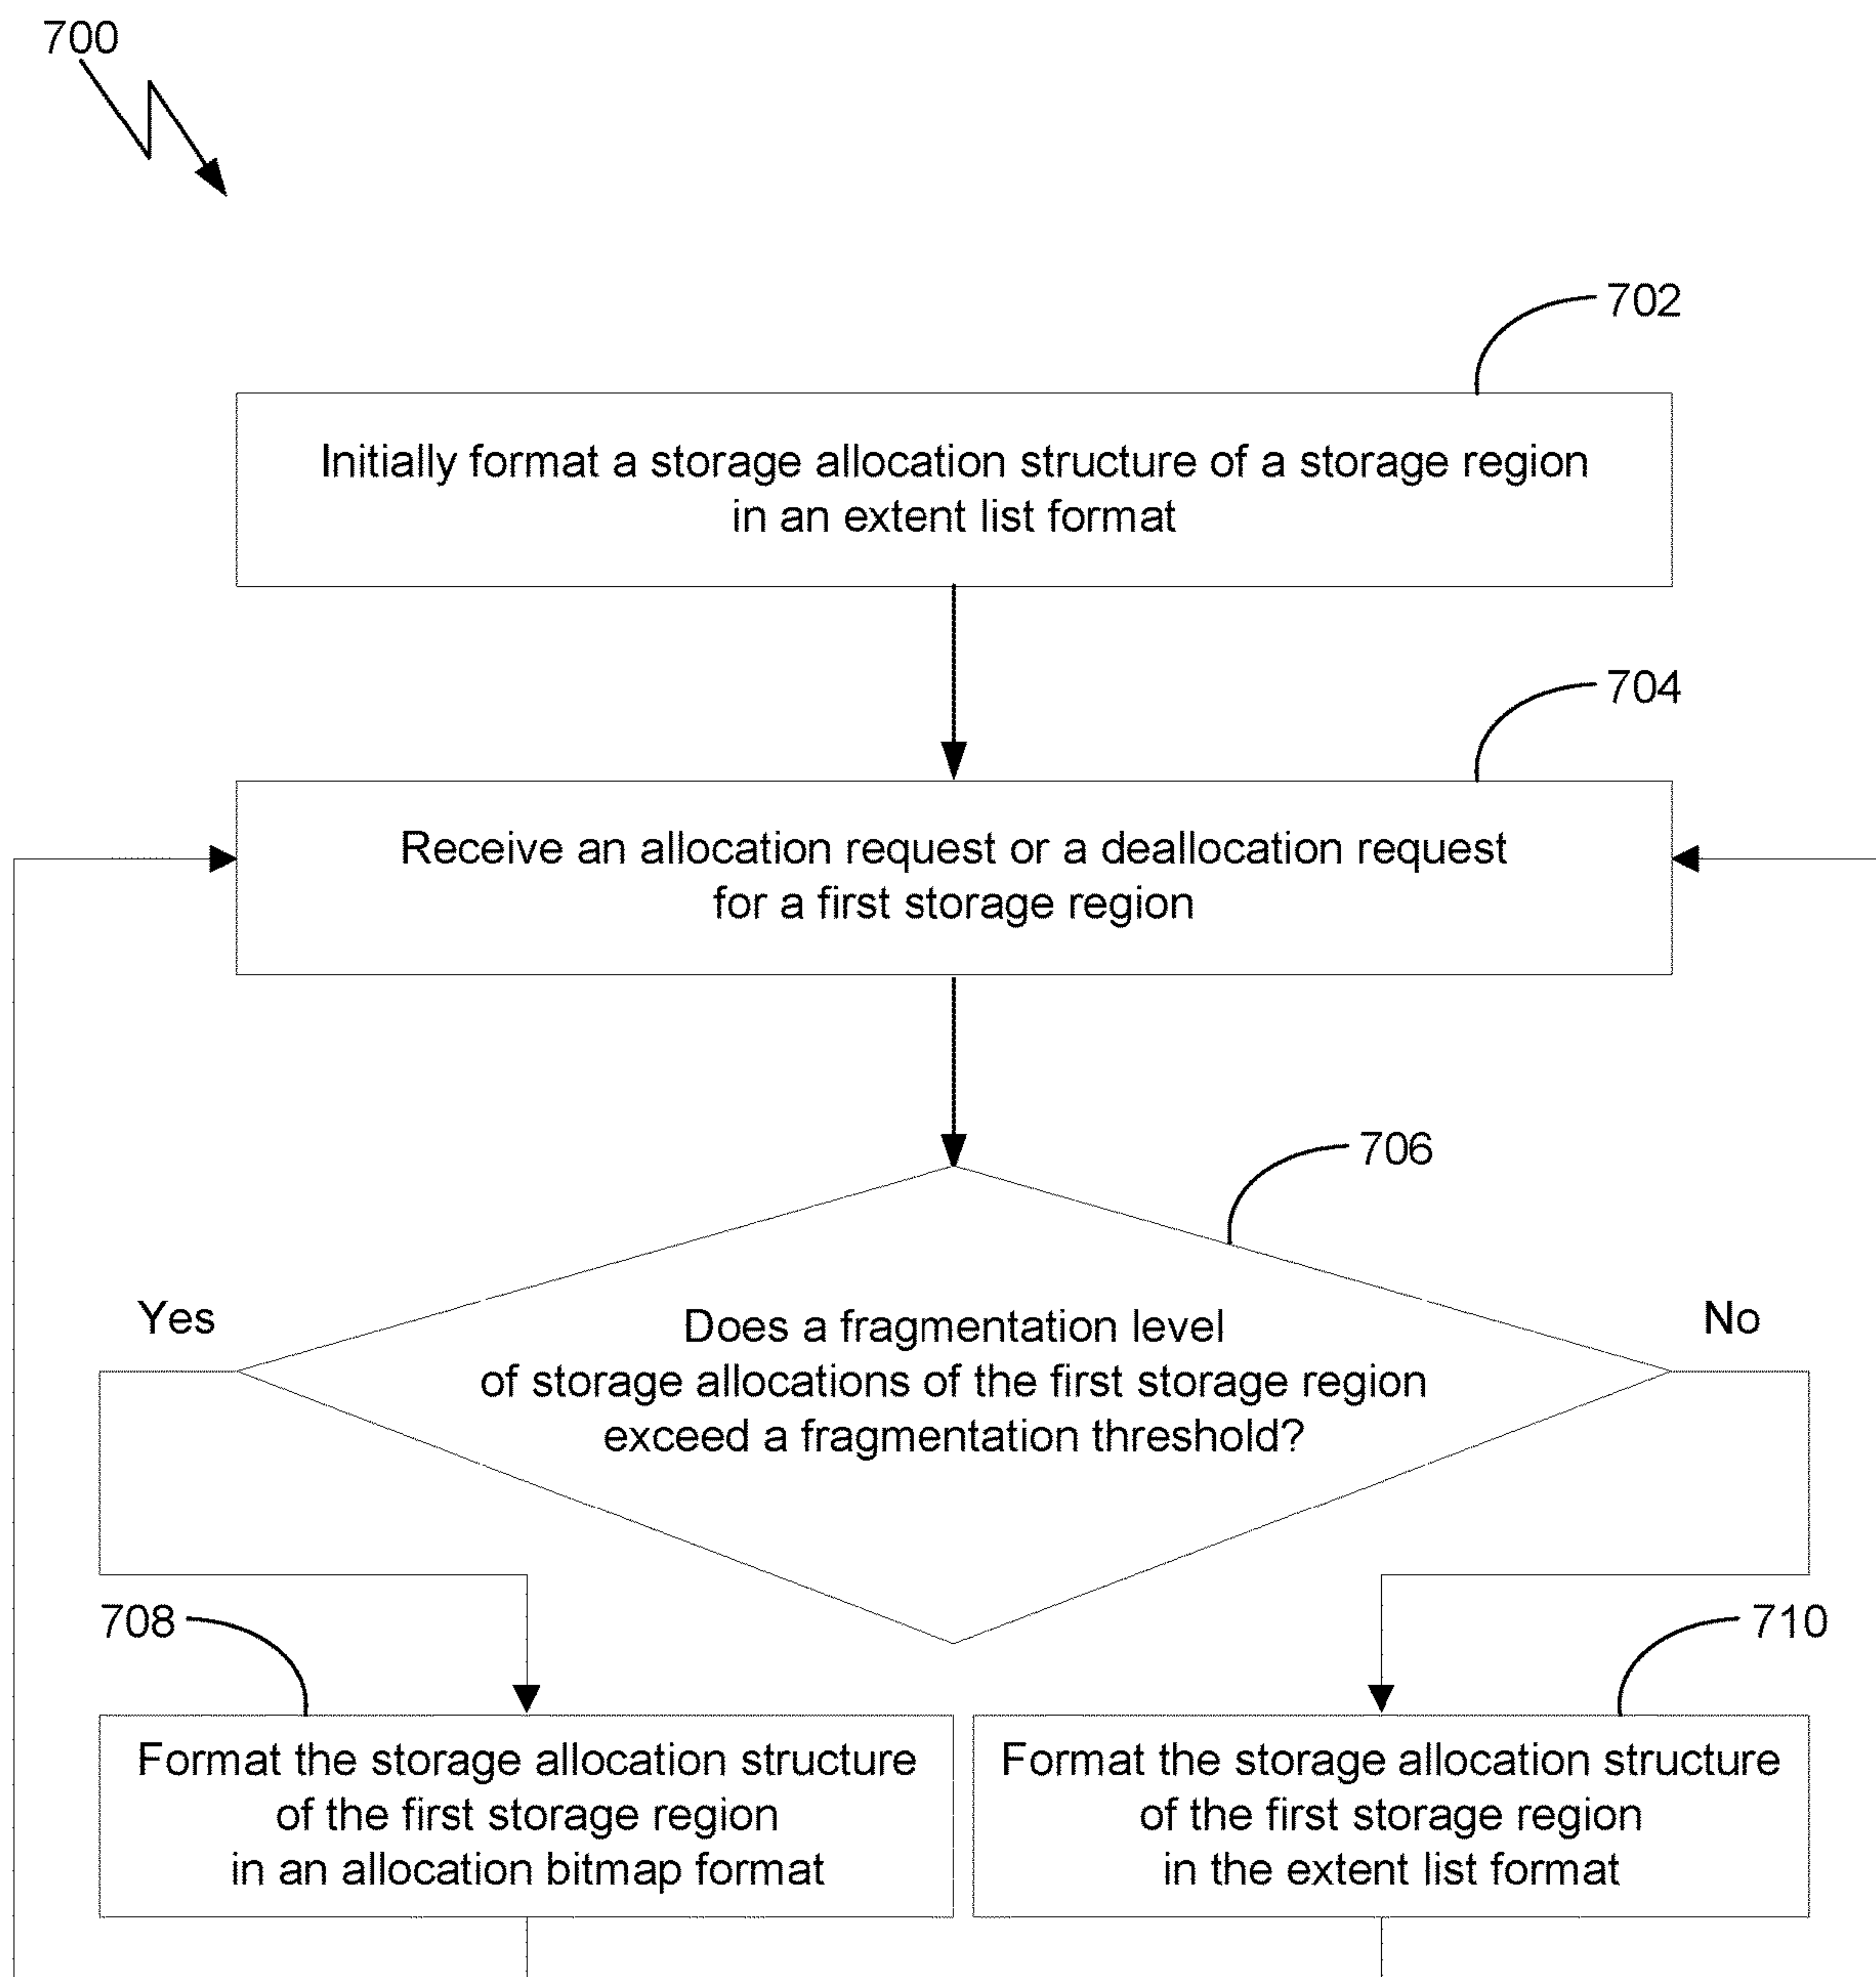 700
702
Initially format a storage allocation structure of a storage region
in an extent list format
704
Receive an allocation request or a deallocation request
for a first storage region
706
Yes
No
Does a fragmentation level
of storage allocations of the first storage region
exceed a fragmentation threshold?
708
710
Format the storage allocation structure
of the first storage region
in an allocation bitmap format
Format the storage allocation structure
of the first storage region
in the extent list format